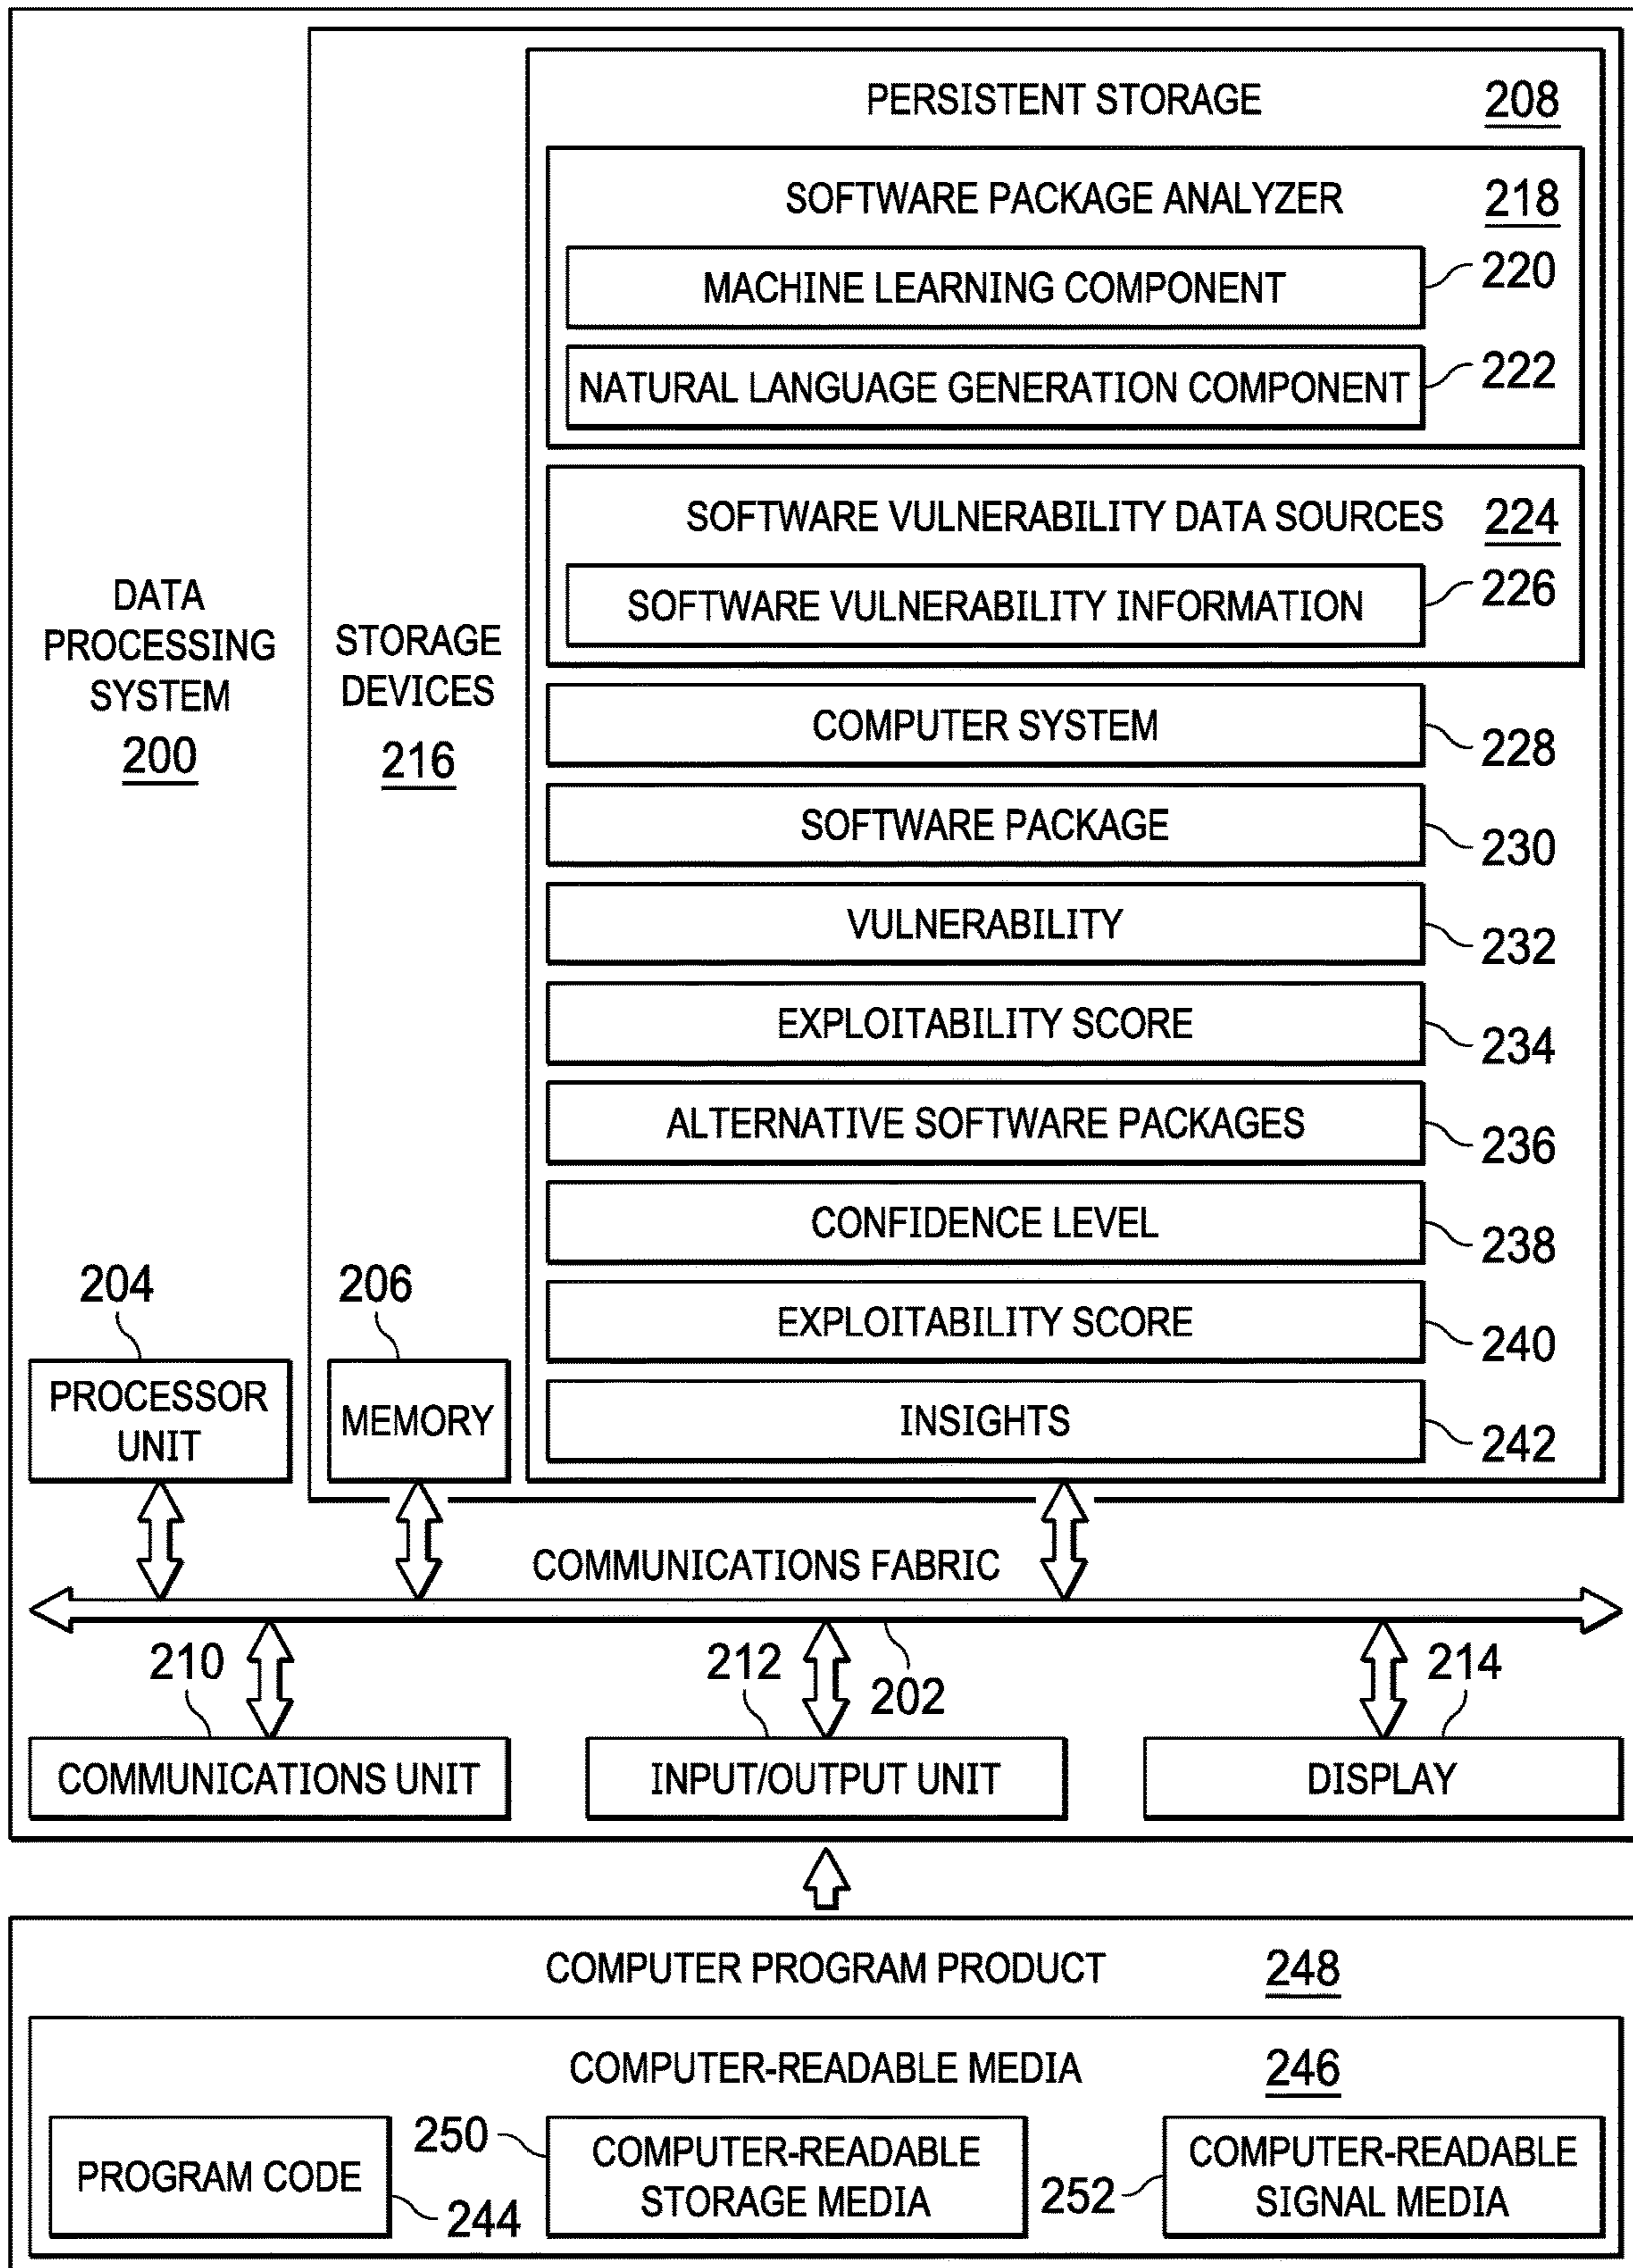 PERSISTENT STORAGE 208
SOFTWARE PACKAGE ANALYZER 218
MACHINE LEARNING COMPONENT 220
NATURAL LANGUAGE GENERATION COMPONENT 222
SOFTWARE VULNERABILITY DATA SOURCES 224
SOFTWARE VULNERABILITY INFORMATION 226
DATA
PROCESSING
SYSTEM
200
STORAGE
DEVICES
216
COMPUTER SYSTEM 228
SOFTWARE PACKAGE 230
VULNERABILITY 232
EXPLOITABILITY SCORE 234
ALTERNATIVE SOFTWARE PACKAGES 236
CONFIDENCE LEVEL 238
EXPLOITABILITY SCORE 240
INSIGHTS 242
204
PROCESSOR
UNIT
206
MEMORY
COMMUNICATIONS FABRIC
202
210
COMMUNICATIONS UNIT
212
INPUT/OUTPUT UNIT
214
DISPLAY
COMPUTER PROGRAM PRODUCT 248
COMPUTER-READABLE MEDIA 246
PROGRAM CODE
244
250
COMPUTER-READABLE
STORAGE MEDIA
252
COMPUTER-READABLE
SIGNAL MEDIA